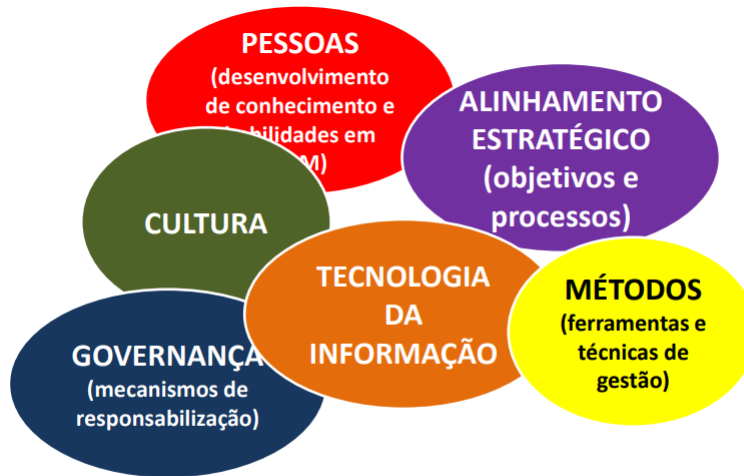 PESSOAS
(desenvolvimento
de conhecimento e
em
ALINHAMENTO
ESTRATÉGICO
(objetivos e
processos)
CULTURA
TECNOLOGIA
DA
INFORMAÇÃO
MÉTODOS
(ferramentas e
técnicas de
gestão)
GOVERNANÇA
(mecanismos de
responsabilização)